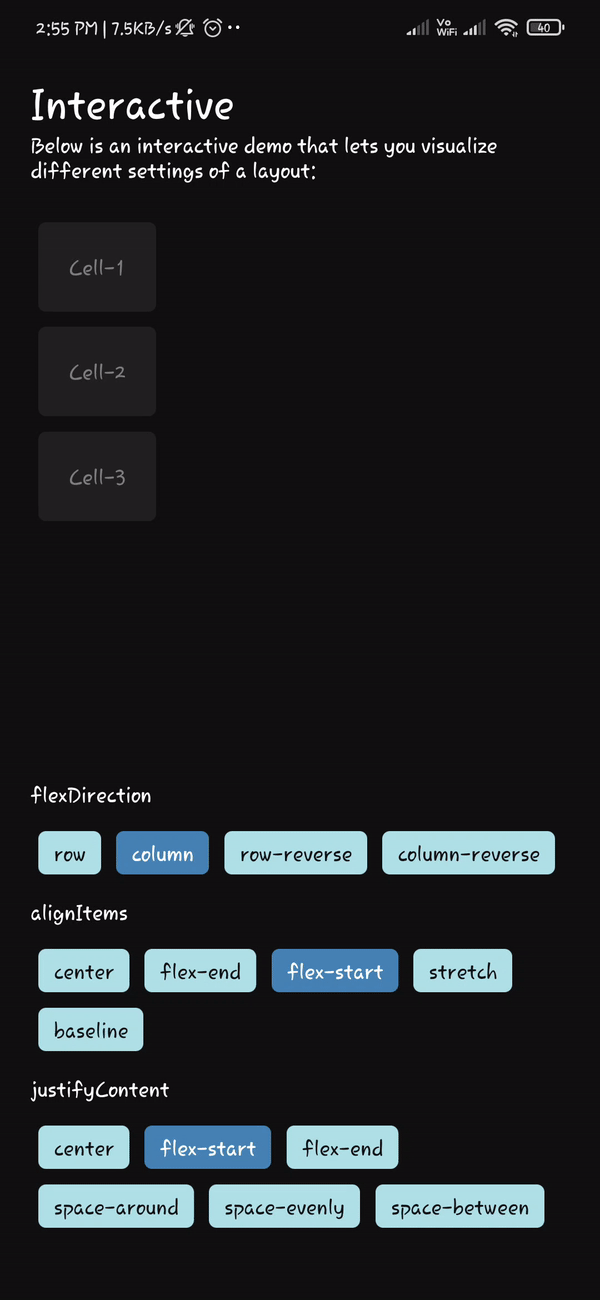 2:55 PM | 7.5KB/s Vo WiFi 40
Interactive
Below is an interactive demo that lets you visualize
different settings of a layout:
Cell-1
Cell-2
Cell-3
flexDirection
row column row-reverse column-reverse
alignItems
center flex-end flex-start stretch
baseline
justifyContent
center flex-start flex-end
space-around space-evenly space-between